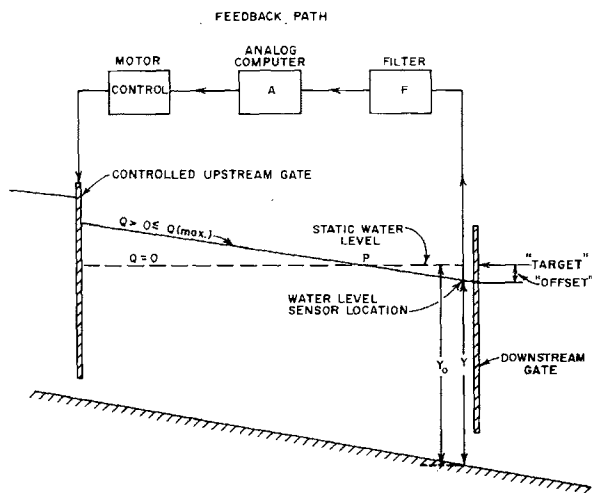 FEEDBACK PATH
MOTOR
CONTROL
ANALOG
COMPUTER
A
FILTER
F
CONTROLLED UPSTREAM GATE
Q > 0 ≤ Q(max.)
STATIC WATER
LEVEL
Q = 0
P
"TARGET"
"OFFSET"
WATER LEVEL
SENSOR LOCATION
Y₀
Y
DOWNSTREAM
GATE